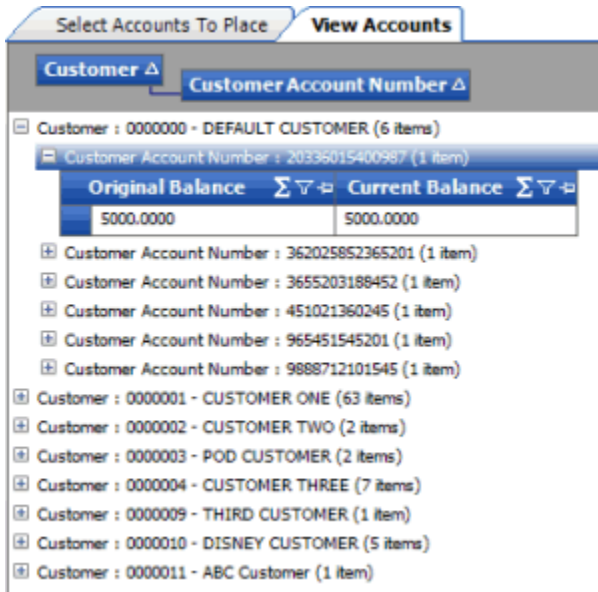 Select Accounts To Place View Accounts
Customer
Customer Account Number
Customer : 0000000 - DEFAULT CUSTOMER (6 items)
Customer Account Number : 20336015400987 (1 item)
Original Balance Current Balance
5000.0000 5000.0000
Customer Account Number : 362025852365201 (1 item)
Customer Account Number : 3655203188452 (1 item)
Customer Account Number : 451021360245 (1 item)
Customer Account Number : 965451545201 (1 item)
Customer Account Number : 9888712101545 (1 item)
Customer : 0000001 - CUSTOMER ONE (63 items)
Customer : 0000002 - CUSTOMER TWO (2 items)
Customer : 0000003 - POD CUSTOMER (2 items)
Customer : 0000004 - CUSTOMER THREE (7 items)
Customer : 0000009 - THIRD CUSTOMER (1 item)
Customer : 0000010 - DISNEY CUSTOMER (5 items)
Customer : 0000011 - ABC Customer (1 item)